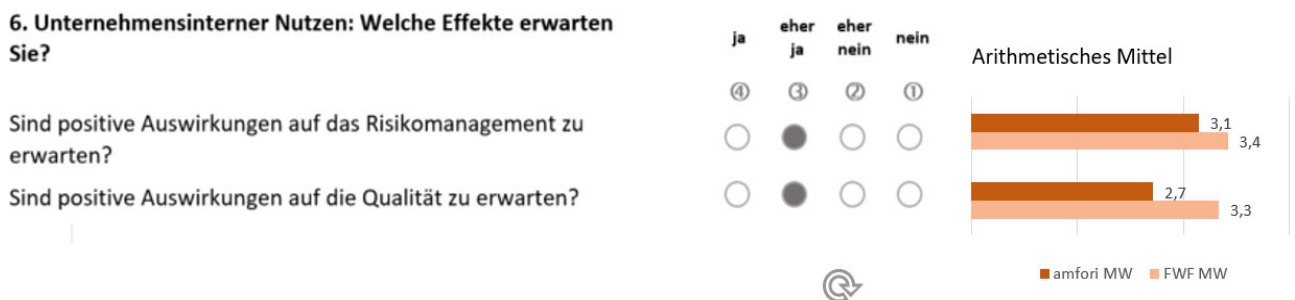 6. Unternehmensinterner Nutzen: Welche Effekte erwarten
Sie?
ja
eher
ja
eher
nein
nein
④ ③ ② ①
Arithmetisches Mittel
Sind positive Auswirkungen auf das Risikomanagement zu
erwarten?
3,1
3,4
Sind positive Auswirkungen auf die Qualität zu erwarten?
2,7
3,3
amfori MW FWF MW